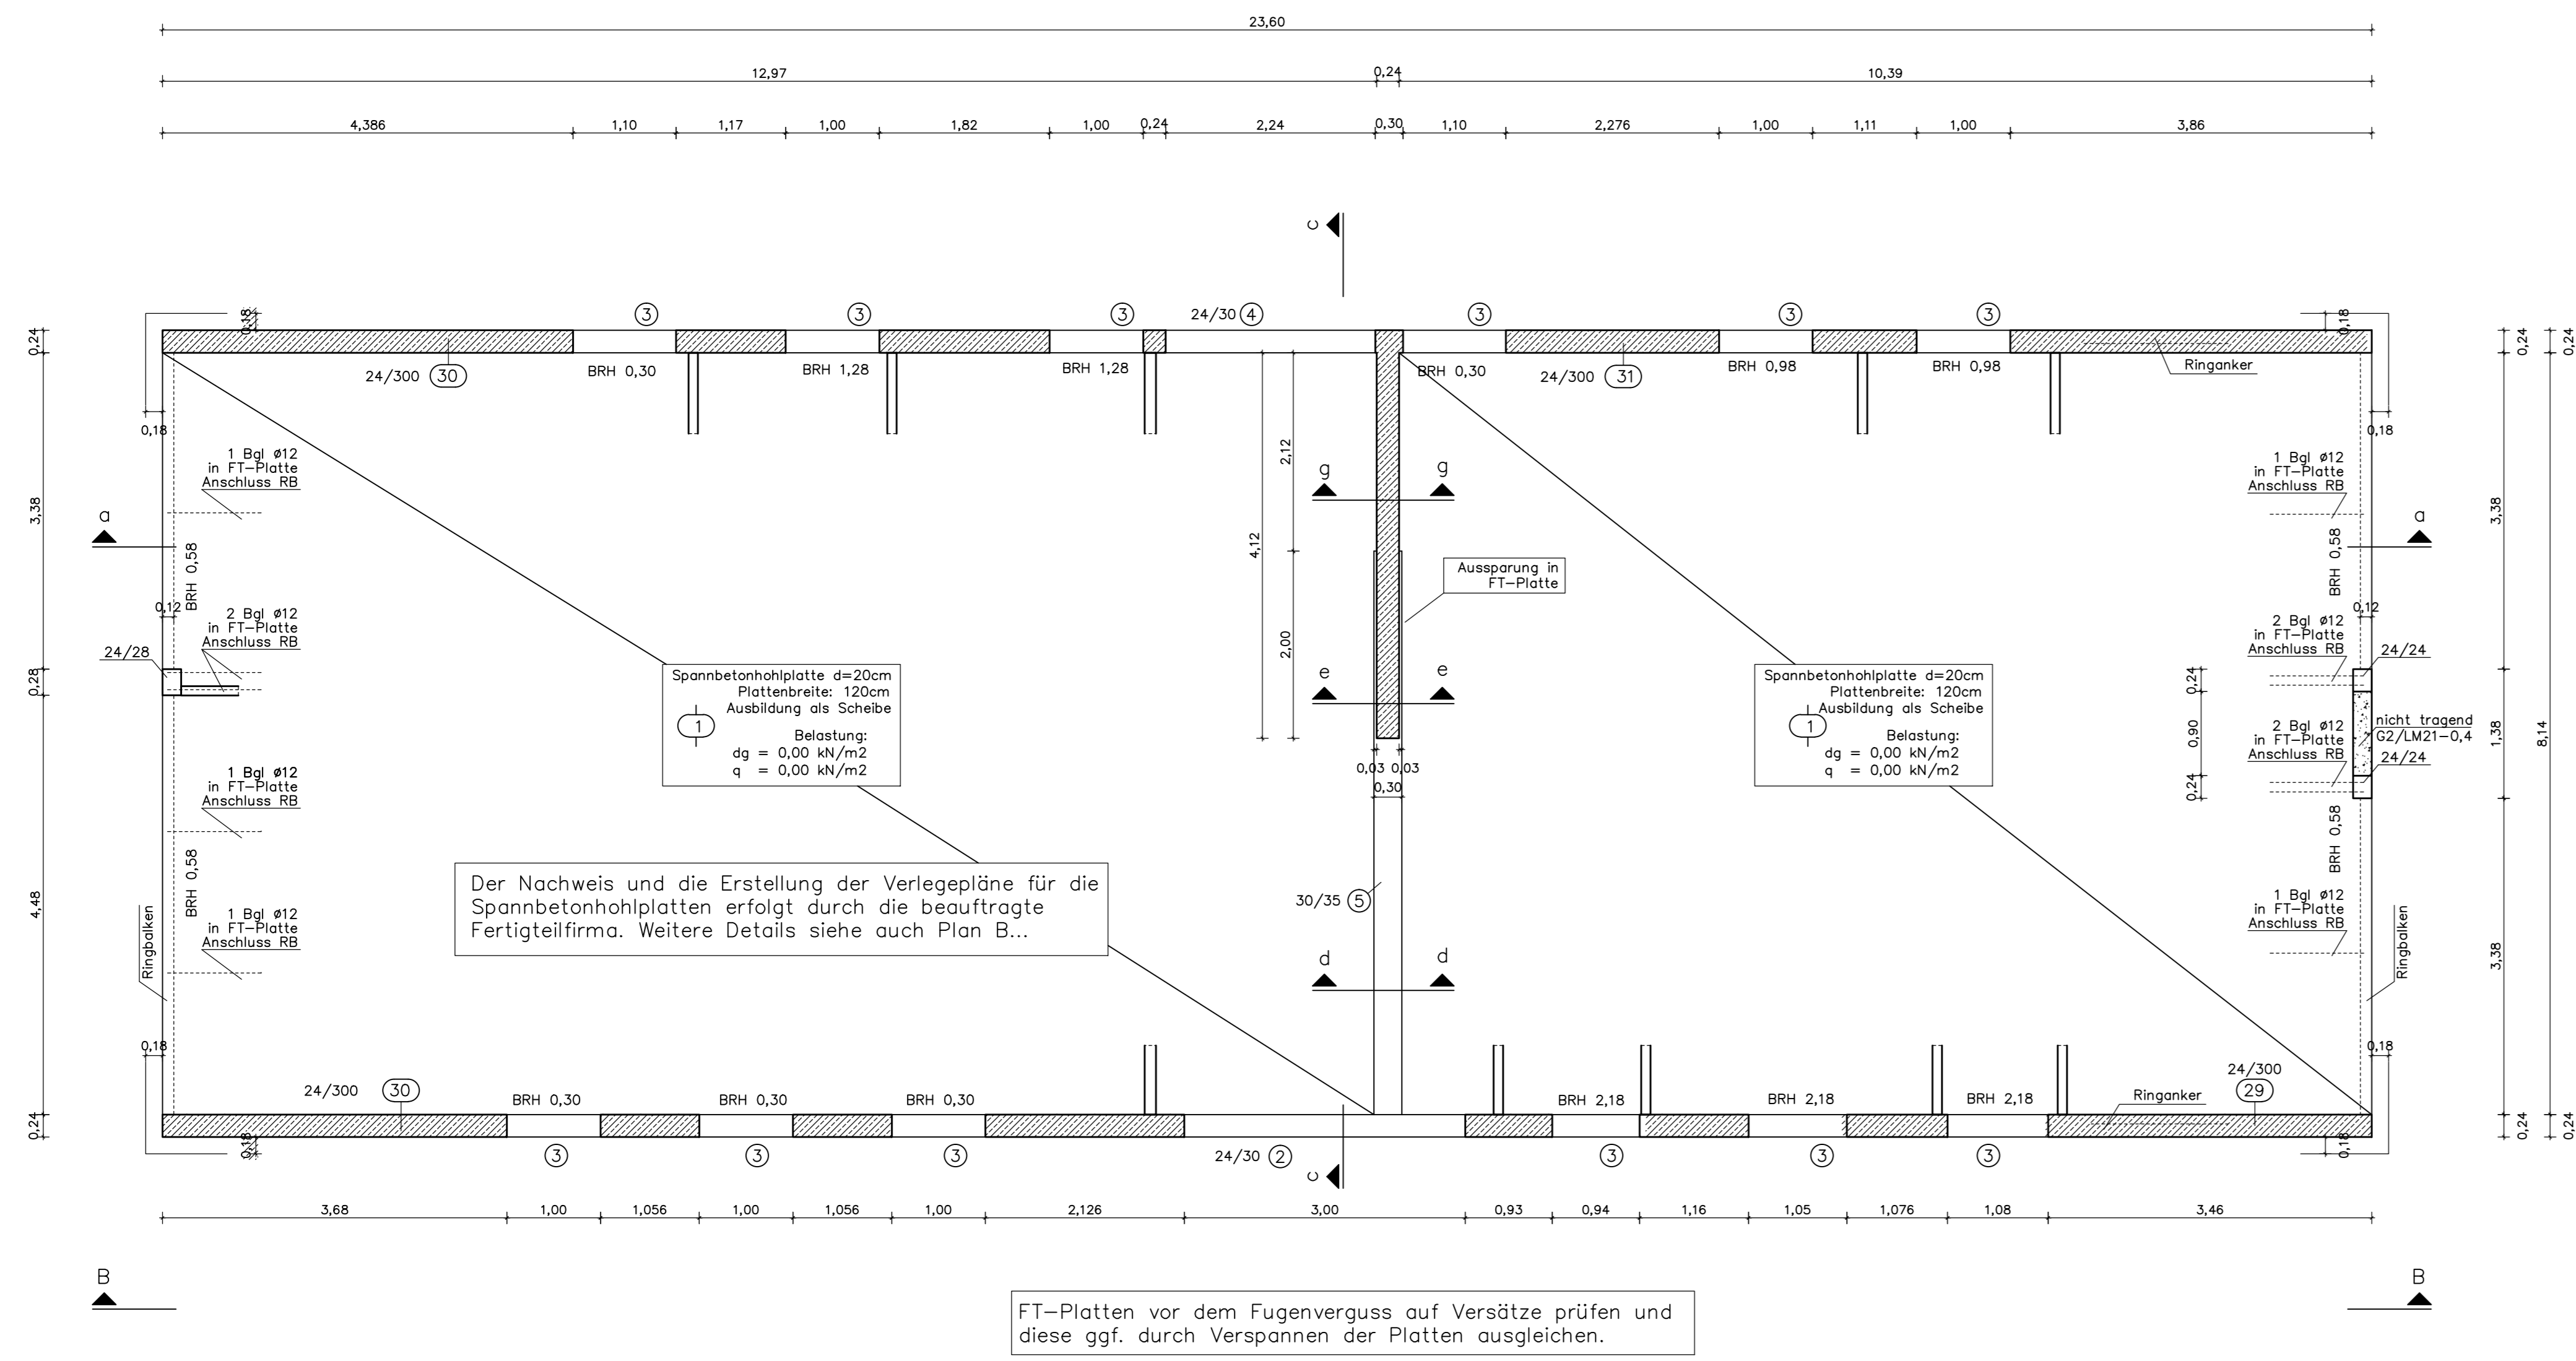 23,60
12,97 0,24 10,39
4,386 1,10 1,17 1,00 1,82 1,00 0,24 2,24 0,30 1,10 2,276 1,00 1,11 1,00 3,86
c
0,18 3 3 3 24/30 4 3 3 3 0,18
0,24 0,24 0,24
24/300 30 BRH 0,30 BRH 1,28 BRH 1,28 BRH 0,30 24/300 31 BRH 0,98 BRH 0,98 Ringanker
0,18 0,18
2,12
1 Bgl ø12
in FT-Platte
Anschluss RB
g g
1 Bgl ø12
in FT-Platte
Anschluss RB
3,38 3,38
a a
4,12
BRH 0,58 BRH 0,58
Aussparung in
FT-Platte
0,12 0,12
2 Bgl ø12
in FT-Platte
Anschluss RB
2,00
2 Bgl ø12
in FT-Platte
Anschluss RB
24/28 24/24
0,28
e e
0,24
Spannbetonhohlplatte d=20cm
Plattenbreite: 120cm
Ausbildung als Scheibe
1
Belastung:
dg = 0,00 kN/m2
q = 0,00 kN/m2
Spannbetonhohlplatte d=20cm
Plattenbreite: 120cm
Ausbildung als Scheibe
1
Belastung:
dg = 0,00 kN/m2
q = 0,00 kN/m2
0,90
2 Bgl ø12
in FT-Platte
Anschluss RB
nicht tragend
G2/LM21-0,4
24/24
1,38
8,14
0,24
1 Bgl ø12
in FT-Platte
Anschluss RB
0,03 0,03
0,30
BRH 0,58 BRH 0,58
4,48
Der Nachweis und die Erstellung der Verlegepläne für die
Spannbetonhohlplatten erfolgt durch die beauftragte
Fertigteilfirma. Weitere Details siehe auch Plan B...
30/35 5
1 Bgl ø12
in FT-Platte
Anschluss RB
1 Bgl ø12
in FT-Platte
Anschluss RB
Ringbalken Ringbalken
3,38
d d
0,18 0,18
24/300 30 BRH 0,30 BRH 0,30 BRH 0,30 BRH 2,18 BRH 2,18 BRH 2,18 Ringanker 24/300 29
0,24 0,24 0,24
0,18 3 3 3 24/30 2 3 3 3 0,18
c
3,68 1,00 1,056 1,00 1,056 1,00 2,126 3,00 0,93 0,94 1,16 1,05 1,076 1,08 3,46
B B
FT-Platten vor dem Fugenverguss auf Versätze prüfen und
diese ggf. durch Verspannen der Platten ausgleichen.